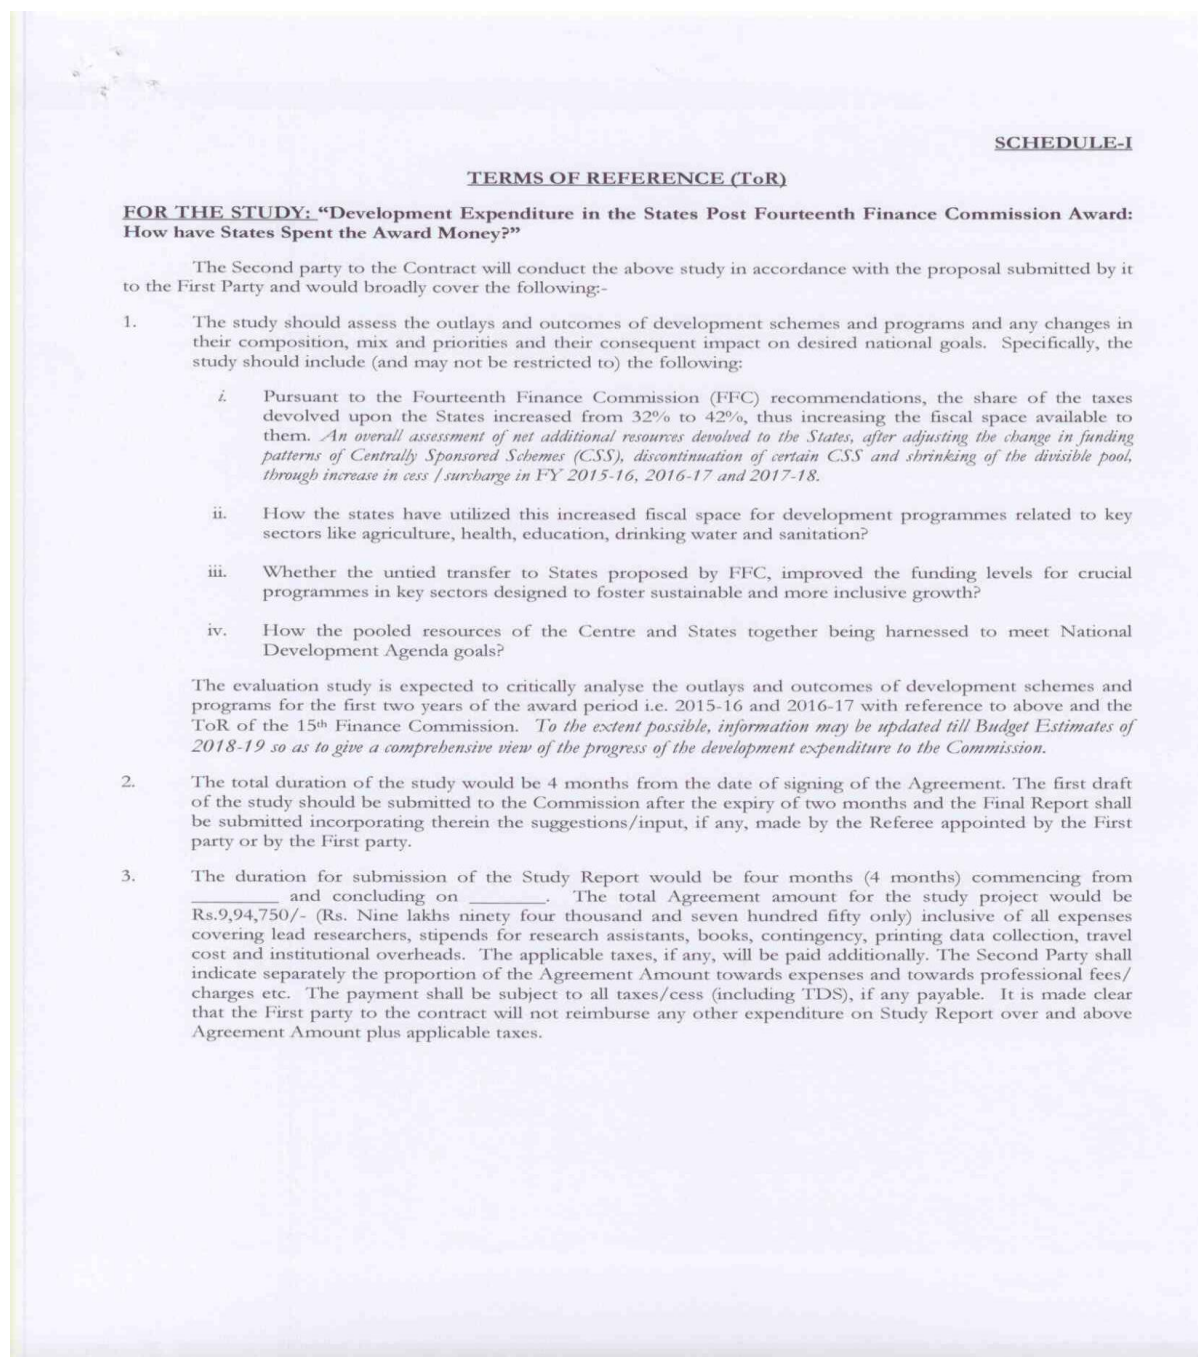 SCHEDULE-I
TERMS OF REFERENCE (ToR)
FOR THE STUDY: “Development Expenditure in the States Post Fourteenth Finance Commission Award:
How have States Spent the Award Money?”
The Second party to the Contract will conduct the above study in accordance with the proposal submitted by it
to the First Party and would broadly cover the following:-
1. The study should assess the outlays and outcomes of development schemes and programs and any changes in
their composition, mix and priorities and their consequent impact on desired national goals. Specifically, the
study should include (and may not be restricted to) the following:
i. Pursuant to the Fourteenth Finance Commission (FFC) recommendations, the share of the taxes
devolved upon the States increased from 32% to 42%, thus increasing the fiscal space available to
them. An overall assessment of net additional resources devolved to the States, after adjusting the change in funding
patterns of Centrally Sponsored Schemes (CSS), discontinuation of certain CSS and shrinking of the divisible pool,
through increase in cess / surcharge in FY 2015-16, 2016-17 and 2017-18.
ii. How the states have utilized this increased fiscal space for development programmes related to key
sectors like agriculture, health, education, drinking water and sanitation?
iii. Whether the untied transfer to States proposed by FFC, improved the funding levels for crucial
programmes in key sectors designed to foster sustainable and more inclusive growth?
iv. How the pooled resources of the Centre and States together being harnessed to meet National
Development Agenda goals?
The evaluation study is expected to critically analyse the outlays and outcomes of development schemes and
programs for the first two years of the award period i.e. 2015-16 and 2016-17 with reference to above and the
ToR of the 15th Finance Commission. To the extent possible, information may be updated till Budget Estimates of
2018-19 so as to give a comprehensive view of the progress of the development expenditure to the Commission.
2. The total duration of the study would be 4 months from the date of signing of the Agreement. The first draft
of the study should be submitted to the Commission after the expiry of two months and the Final Report shall
be submitted incorporating therein the suggestions/input, if any, made by the Referee appointed by the First
party or by the First party.
3. The duration for submission of the Study Report would be four months (4 months) commencing from
________ and concluding on _______. The total Agreement amount for the study project would be
Rs.9,94,750/- (Rs. Nine lakhs ninety four thousand and seven hundred fifty only) inclusive of all expenses
covering lead researchers, stipends for research assistants, books, contingency, printing data collection, travel
cost and institutional overheads. The applicable taxes, if any, will be paid additionally. The Second Party shall
indicate separately the proportion of the Agreement Amount towards expenses and towards professional fees/
charges etc. The payment shall be subject to all taxes/cess (including TDS), if any payable. It is made clear
that the First party to the contract will not reimburse any other expenditure on Study Report over and above
Agreement Amount plus applicable taxes.